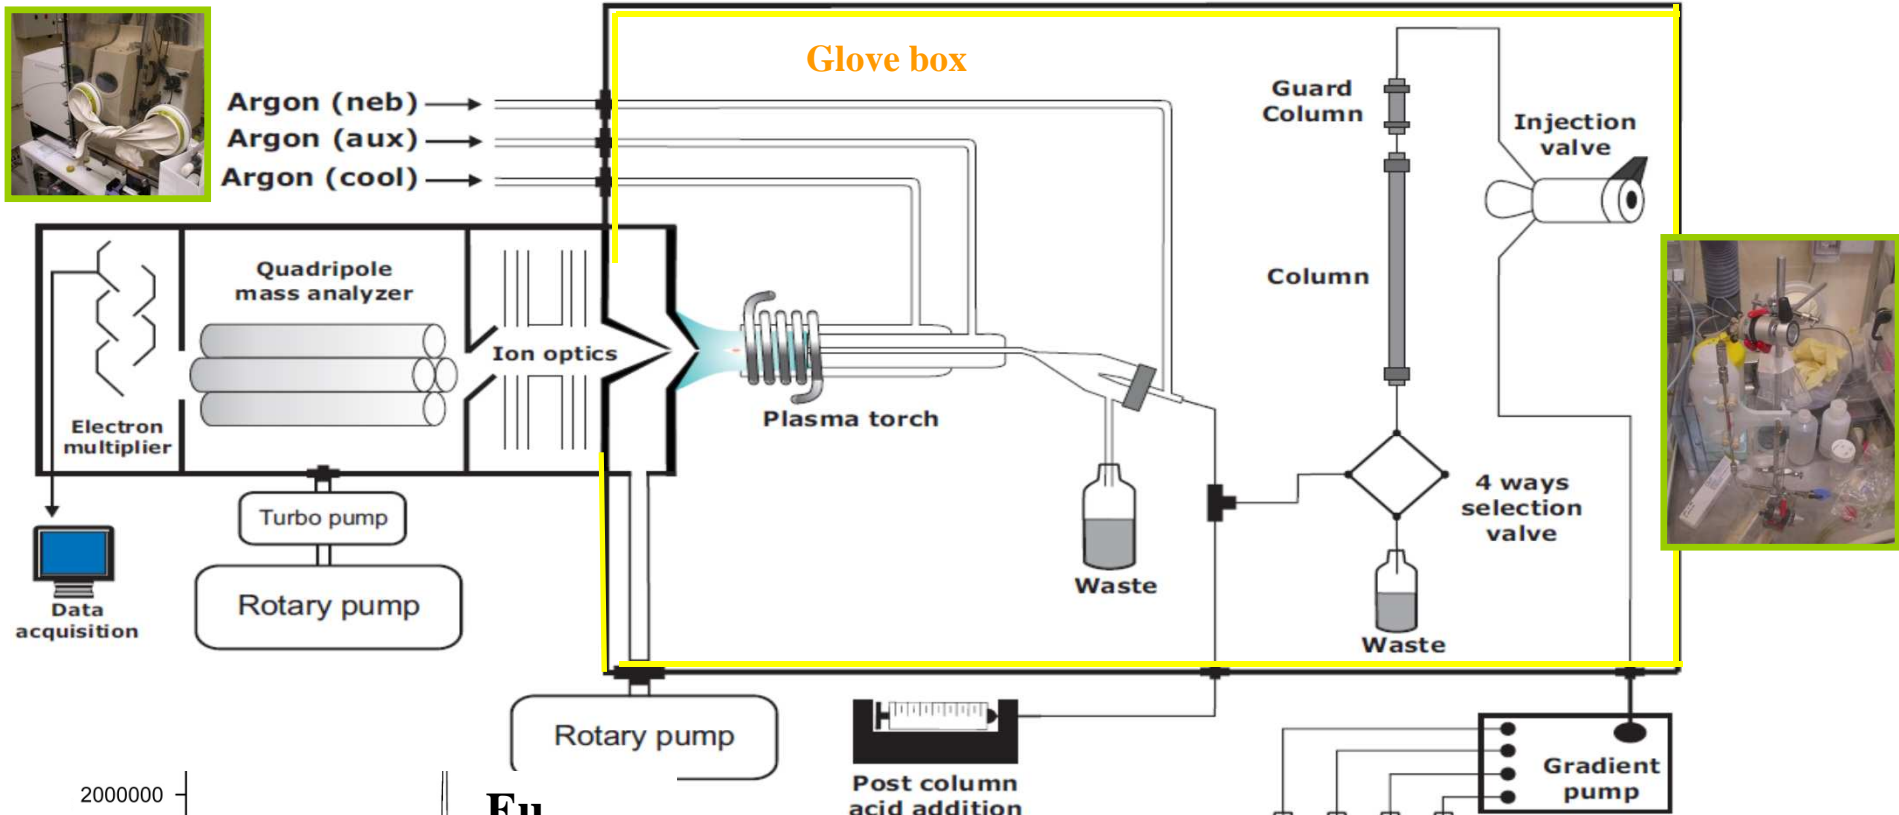 Glove box
Argon (neb)
Argon (aux)
Argon (cool)
Guard
Column
Injection
valve
Quadripole
mass analyzer
Column
Ion optics
Plasma torch
Electron
multiplier
4 ways
selection
valve
Turbo pump
Waste
Rotary pump
Data
acquisition
Waste
Rotary pump
Gradient
pump
Post column
acid addition
2000000
Eu